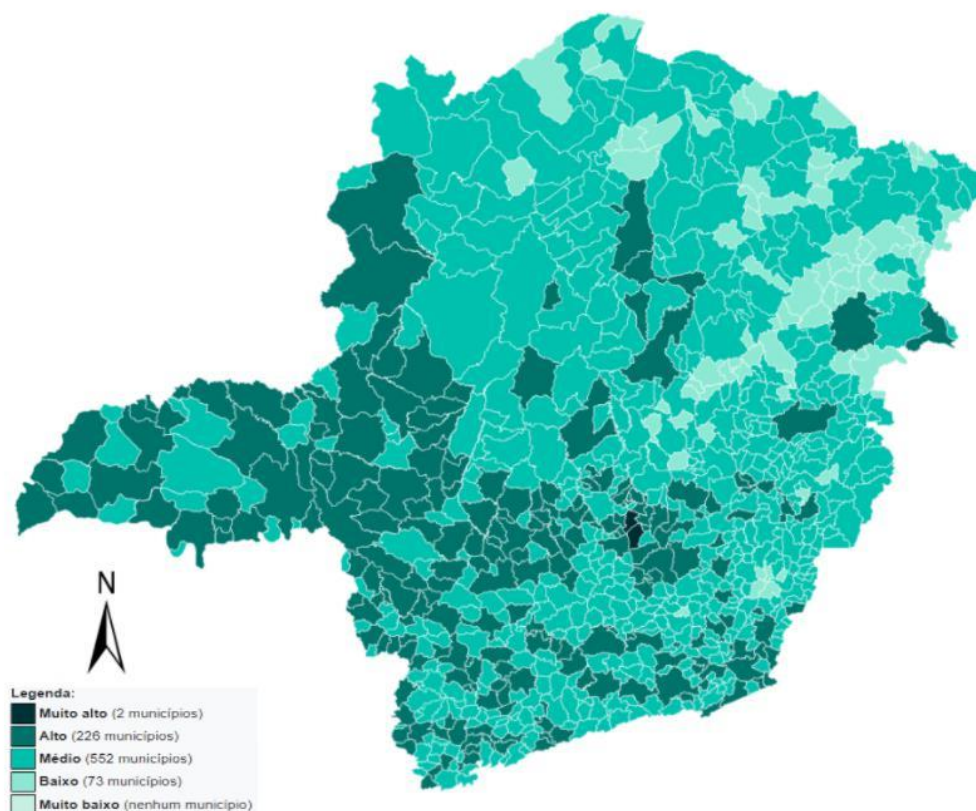 N
Legenda:
Muito alto (2 municípios)
Alto (226 municípios)
Médio (552 municípios)
Baixo (73 municípios)
Muito baixo (nenhum município)